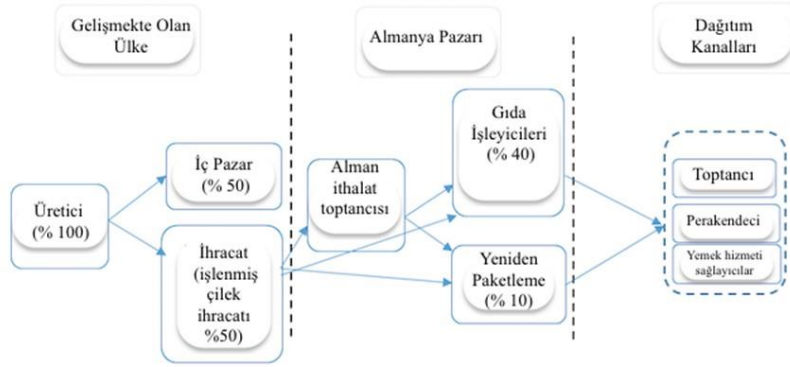 Gelişmekte Olan
Ülke
Almanya Pazarı
Dağıtım
Kanalları
Üretici
(% 100)
İç Pazar
(% 50)
İhracat
(işlenmiş
çilek
ihracatı
%50)
Alman
ithalat
toptancısı
Gıda
İşleyicileri
(% 40)
Yeniden
Paketleme
(% 10)
Toptancı
Perakendeci
Yemek hizmeti
sağlayıcılar